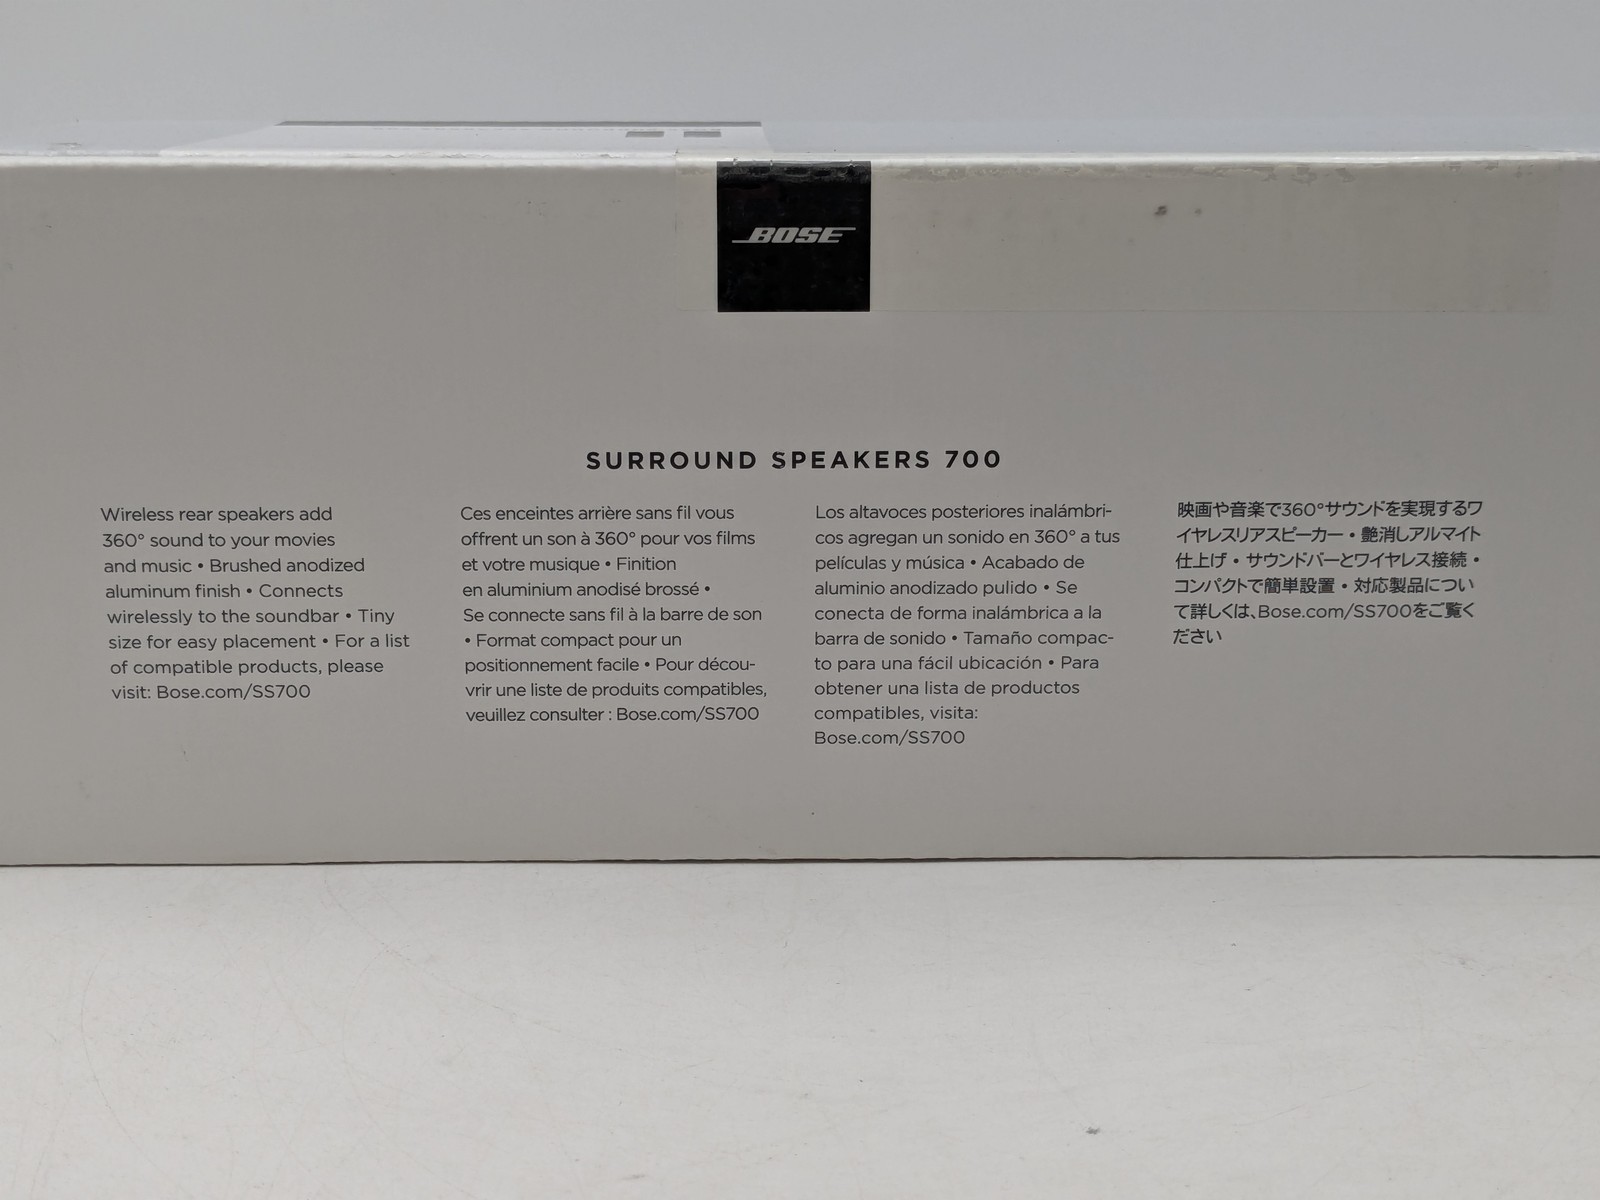 BOSE
SURROUND SPEAKERS 700
Wireless rear speakers add
360° sound to your movies
and music • Brushed anodized
aluminum finish • Connects
wirelessly to the soundbar • Tiny
size for easy placement • For a list
of compatible products, please
visit: Bose.com/SS700
Ces enceintes arrière sans fil vous
offrent un son à 360° pour vos films
et votre musique • Finition
en aluminium anodisé brossé •
Se connecte sans fil à la barre de son
• Format compact pour un
positionnement facile • Pour décou-
vrir une liste de produits compatibles,
veuillez consulter : Bose.com/SS700
Los altavoces posteriores inalámbri-
cos agregan un sonido en 360° a tus
películas y música • Acabado de
aluminio anodizado pulido • Se
conecta de forma inalámbrica a la
barra de sonido • Tamaño compac-
to para una fácil ubicación • Para
obtener una lista de productos
compatibles, visita:
Bose.com/SS700
映画や音楽で360°サウンドを実現するワ
イヤレスリアスピーカー • 艶消しアルマイト
仕上げ • サウンドバーとワイヤレス接続 •
コンパクトで簡単設置 • 対応製品につい
て詳しくは、Bose.com/SS700をご覧く
ださい